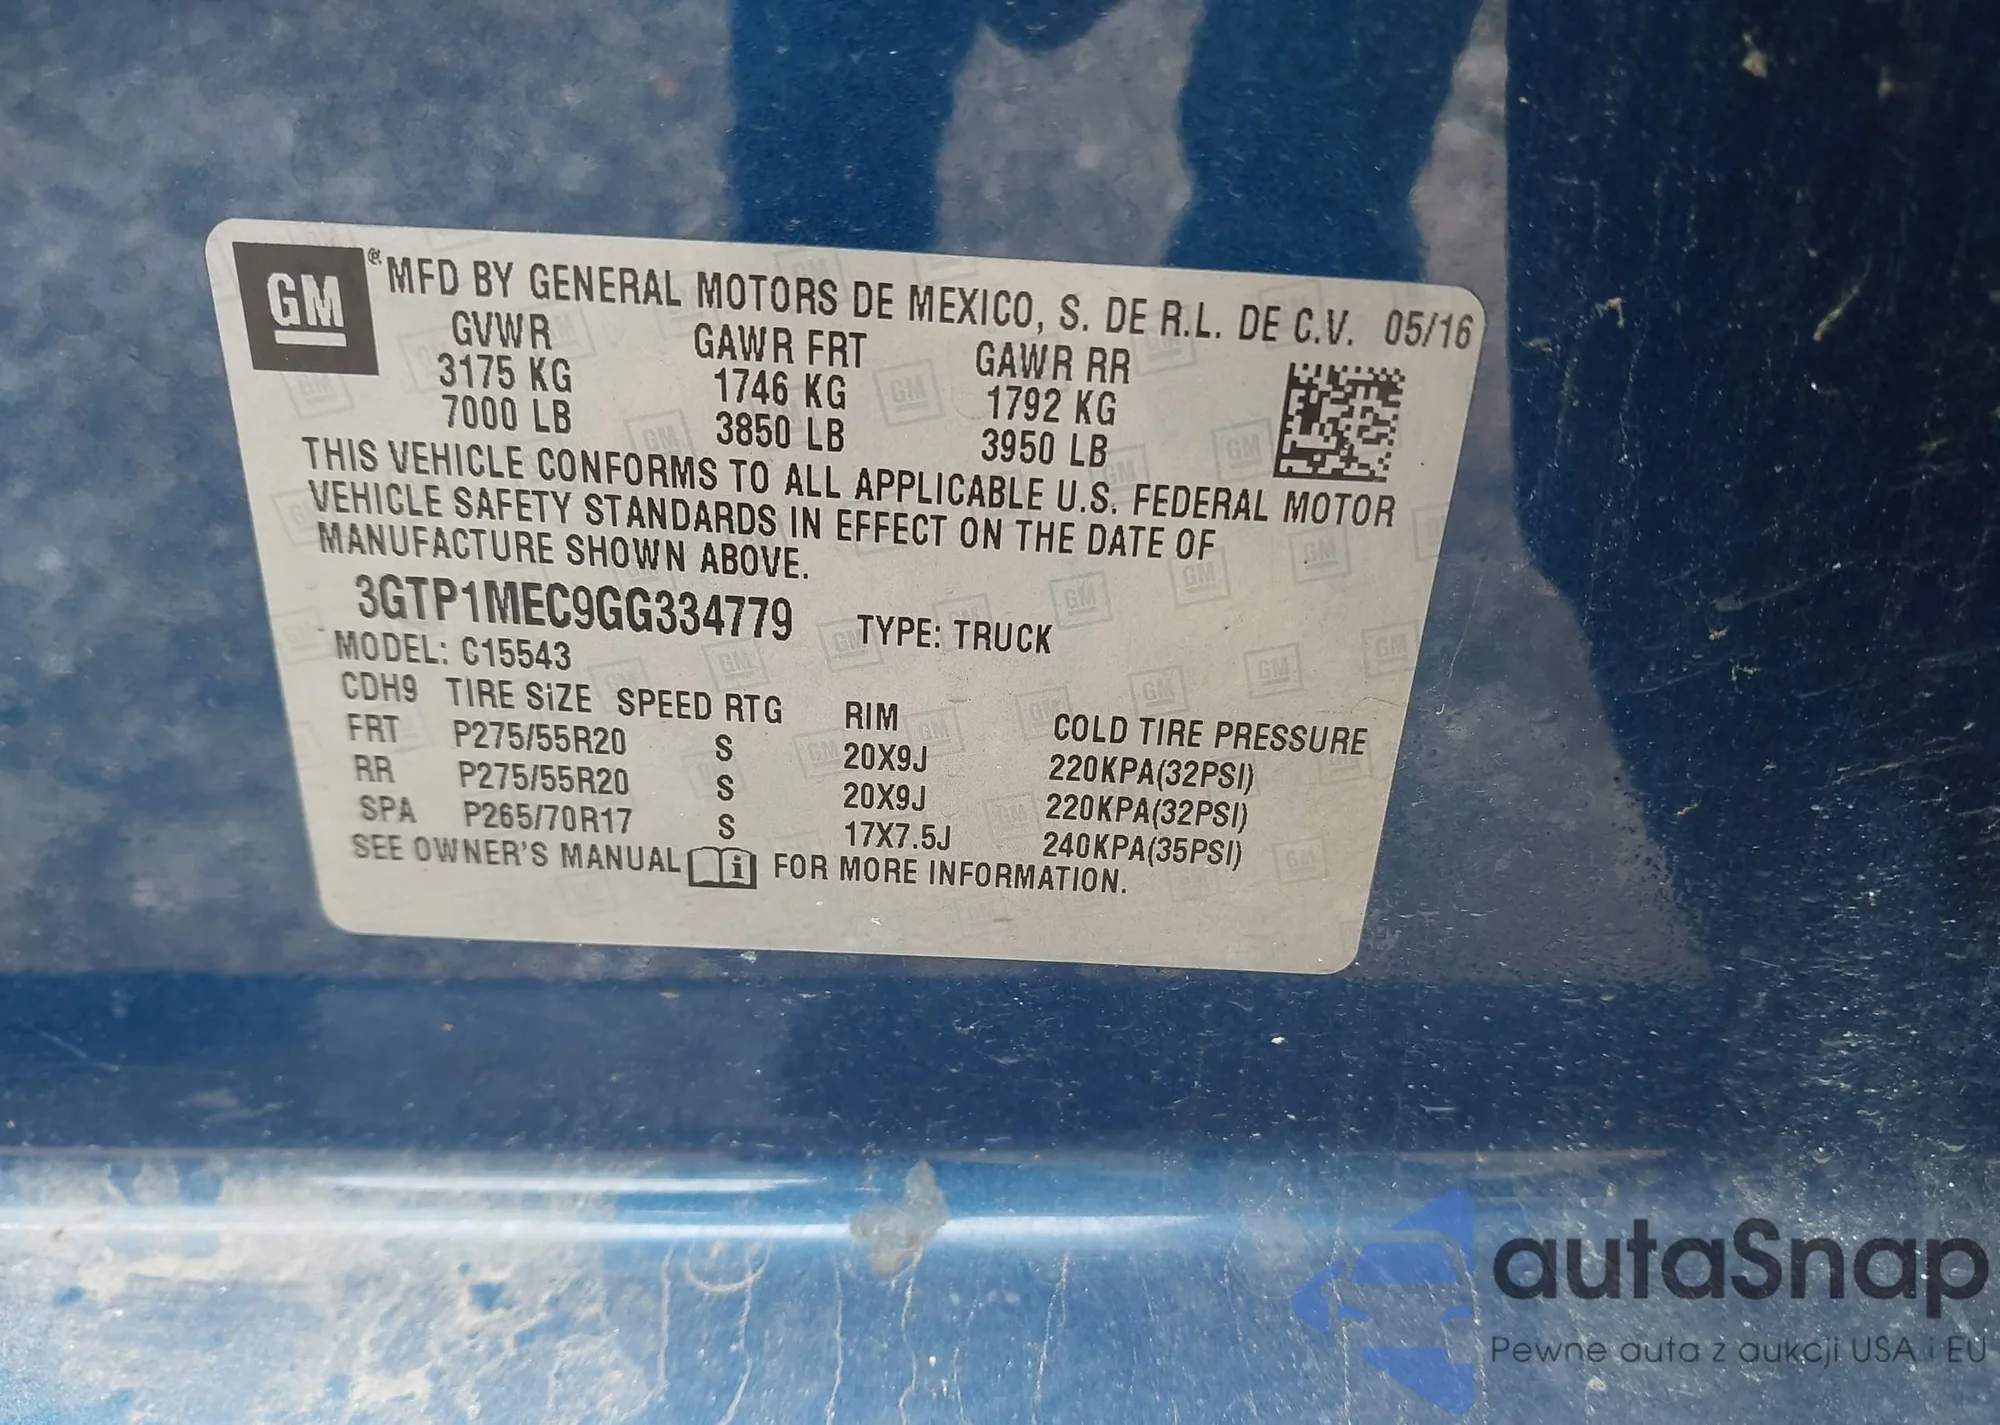 GM® MFD BY GENERAL MOTORS DE MEXICO, S. DE R.L. DE C.V. 05/16
GVWR GAWR FRT GAWR RR
3175 KG 1746 KG 1792 KG
7000 LB 3850 LB 3950 LB
THIS VEHICLE CONFORMS TO ALL APPLICABLE U.S. FEDERAL MOTOR
VEHICLE SAFETY STANDARDS IN EFFECT ON THE DATE OF
MANUFACTURE SHOWN ABOVE.
3GTP1MEC9GG334779 TYPE: TRUCK
MODEL: C15543
CDH9 TIRE SIZE SPEED RTG RIM COLD TIRE PRESSURE
FRT P275/55R20 S 20X9J 220KPA(32PSI)
RR P275/55R20 S 20X9J 220KPA(32PSI)
SPA P265/70R17 S 17X7.5J 240KPA(35PSI)
SEE OWNER'S MANUAL i FOR MORE INFORMATION.
autaSnap
Pewne auta z aukcji USA i EU